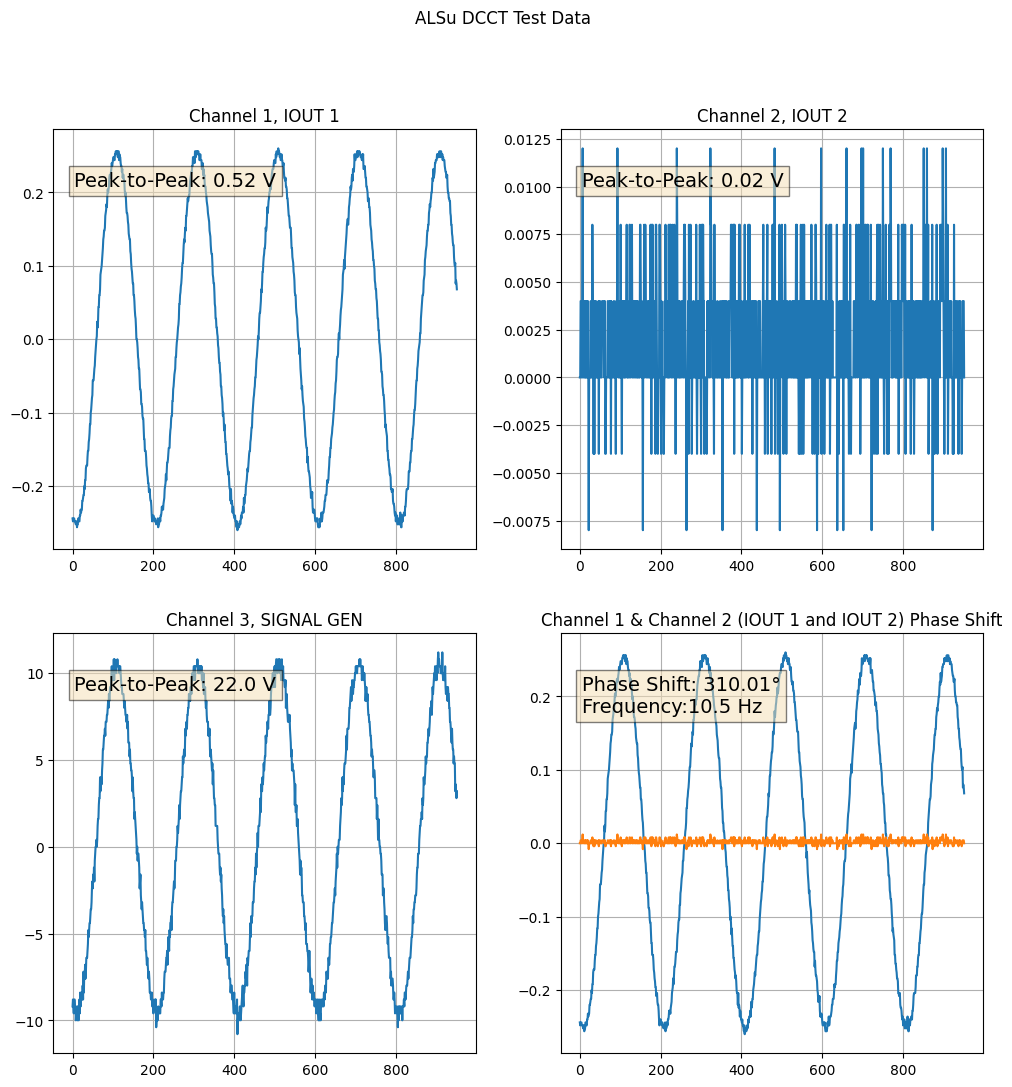 ALSu DCCT Test Data
Channel 1, IOUT 1
Peak-to-Peak: 0.52 V
0.2
0.1
0.0
−0.1
−0.2
0 200 400 600 800
Channel 2, IOUT 2
Peak-to-Peak: 0.02 V
0.0125
0.0100
0.0075
0.0050
0.0025
0.0000
−0.0025
−0.0050
−0.0075
0 200 400 600 800
Channel 3, SIGNAL GEN
Peak-to-Peak: 22.0 V
10
5
0
−5
−10
0 200 400 600 800
Channel 1 & Channel 2 (IOUT 1 and IOUT 2) Phase Shift
Phase Shift: 310.01°
Frequency:10.5 Hz
0.2
0.1
0.0
−0.1
−0.2
0 200 400 600 800